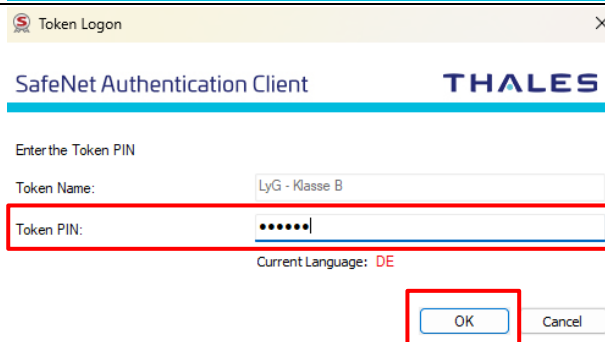 Token Logon
SafeNet Authentication Client THALES
Enter the Token PIN
Token Name: LyG - Klasse B
Token PIN: ••••••
Current Language: DE
OK Cancel